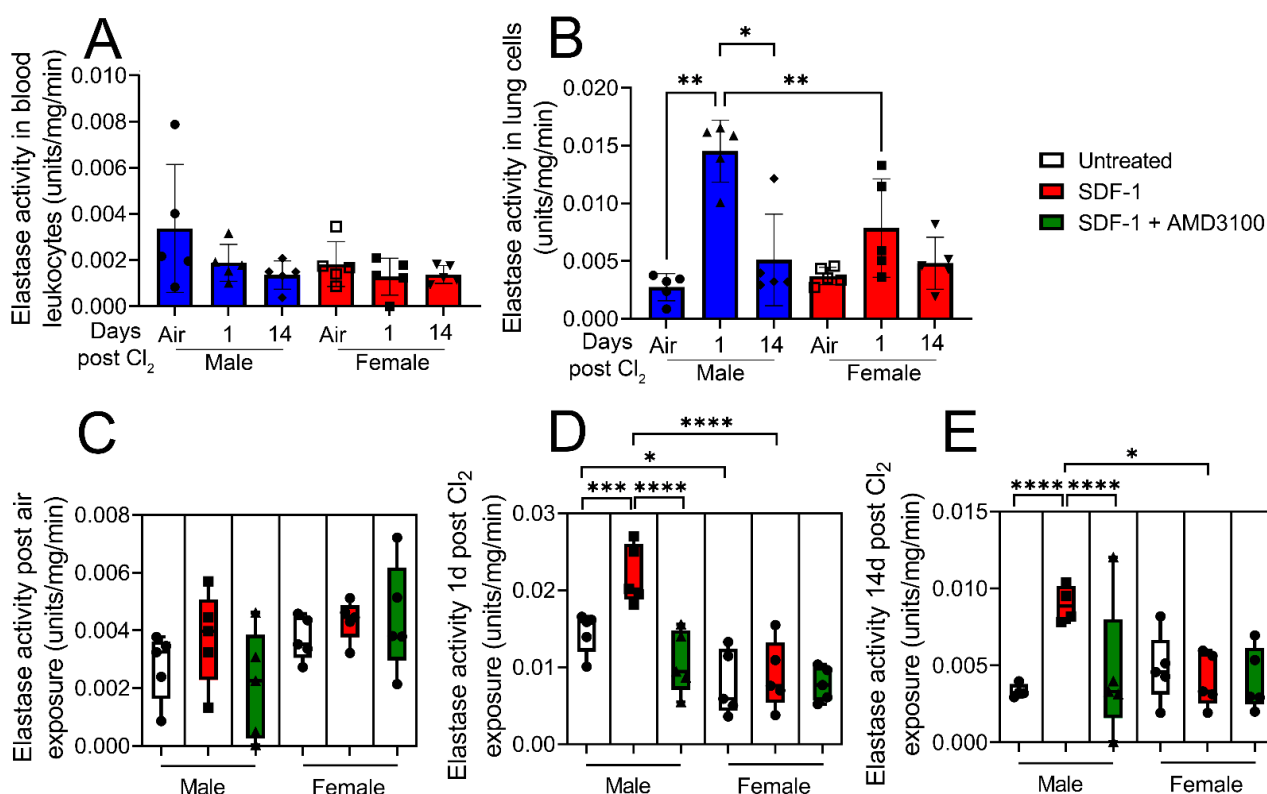 A
Elastase activity in blood
leukocytes (units/mg/min)
0.010
0.008
0.006
0.004
0.002
0.000
Days
post Cl₂
Air 1 14 Air 1 14
Male Female
B
Elastase activity in lung cells
(units/mg/min)
0.020
0.015
0.010
0.005
0.000
* 
** **
Days
post Cl₂
Air 1 14 Air 1 14
Male Female
Untreated
SDF-1
SDF-1 + AMD3100
C
Elastase activity post air
exposure (units/mg/min)
0.008
0.006
0.004
0.002
0.000
Male Female
D
Elastase activity 1d post Cl₂
exposure (units/mg/min)
0.03
0.02
0.01
0.00
****
*
*** ****
Male Female
E
Elastase activity 14d post Cl₂
exposure (units/mg/min)
0.015
0.010
0.005
0.000
*
**** ****
Male Female